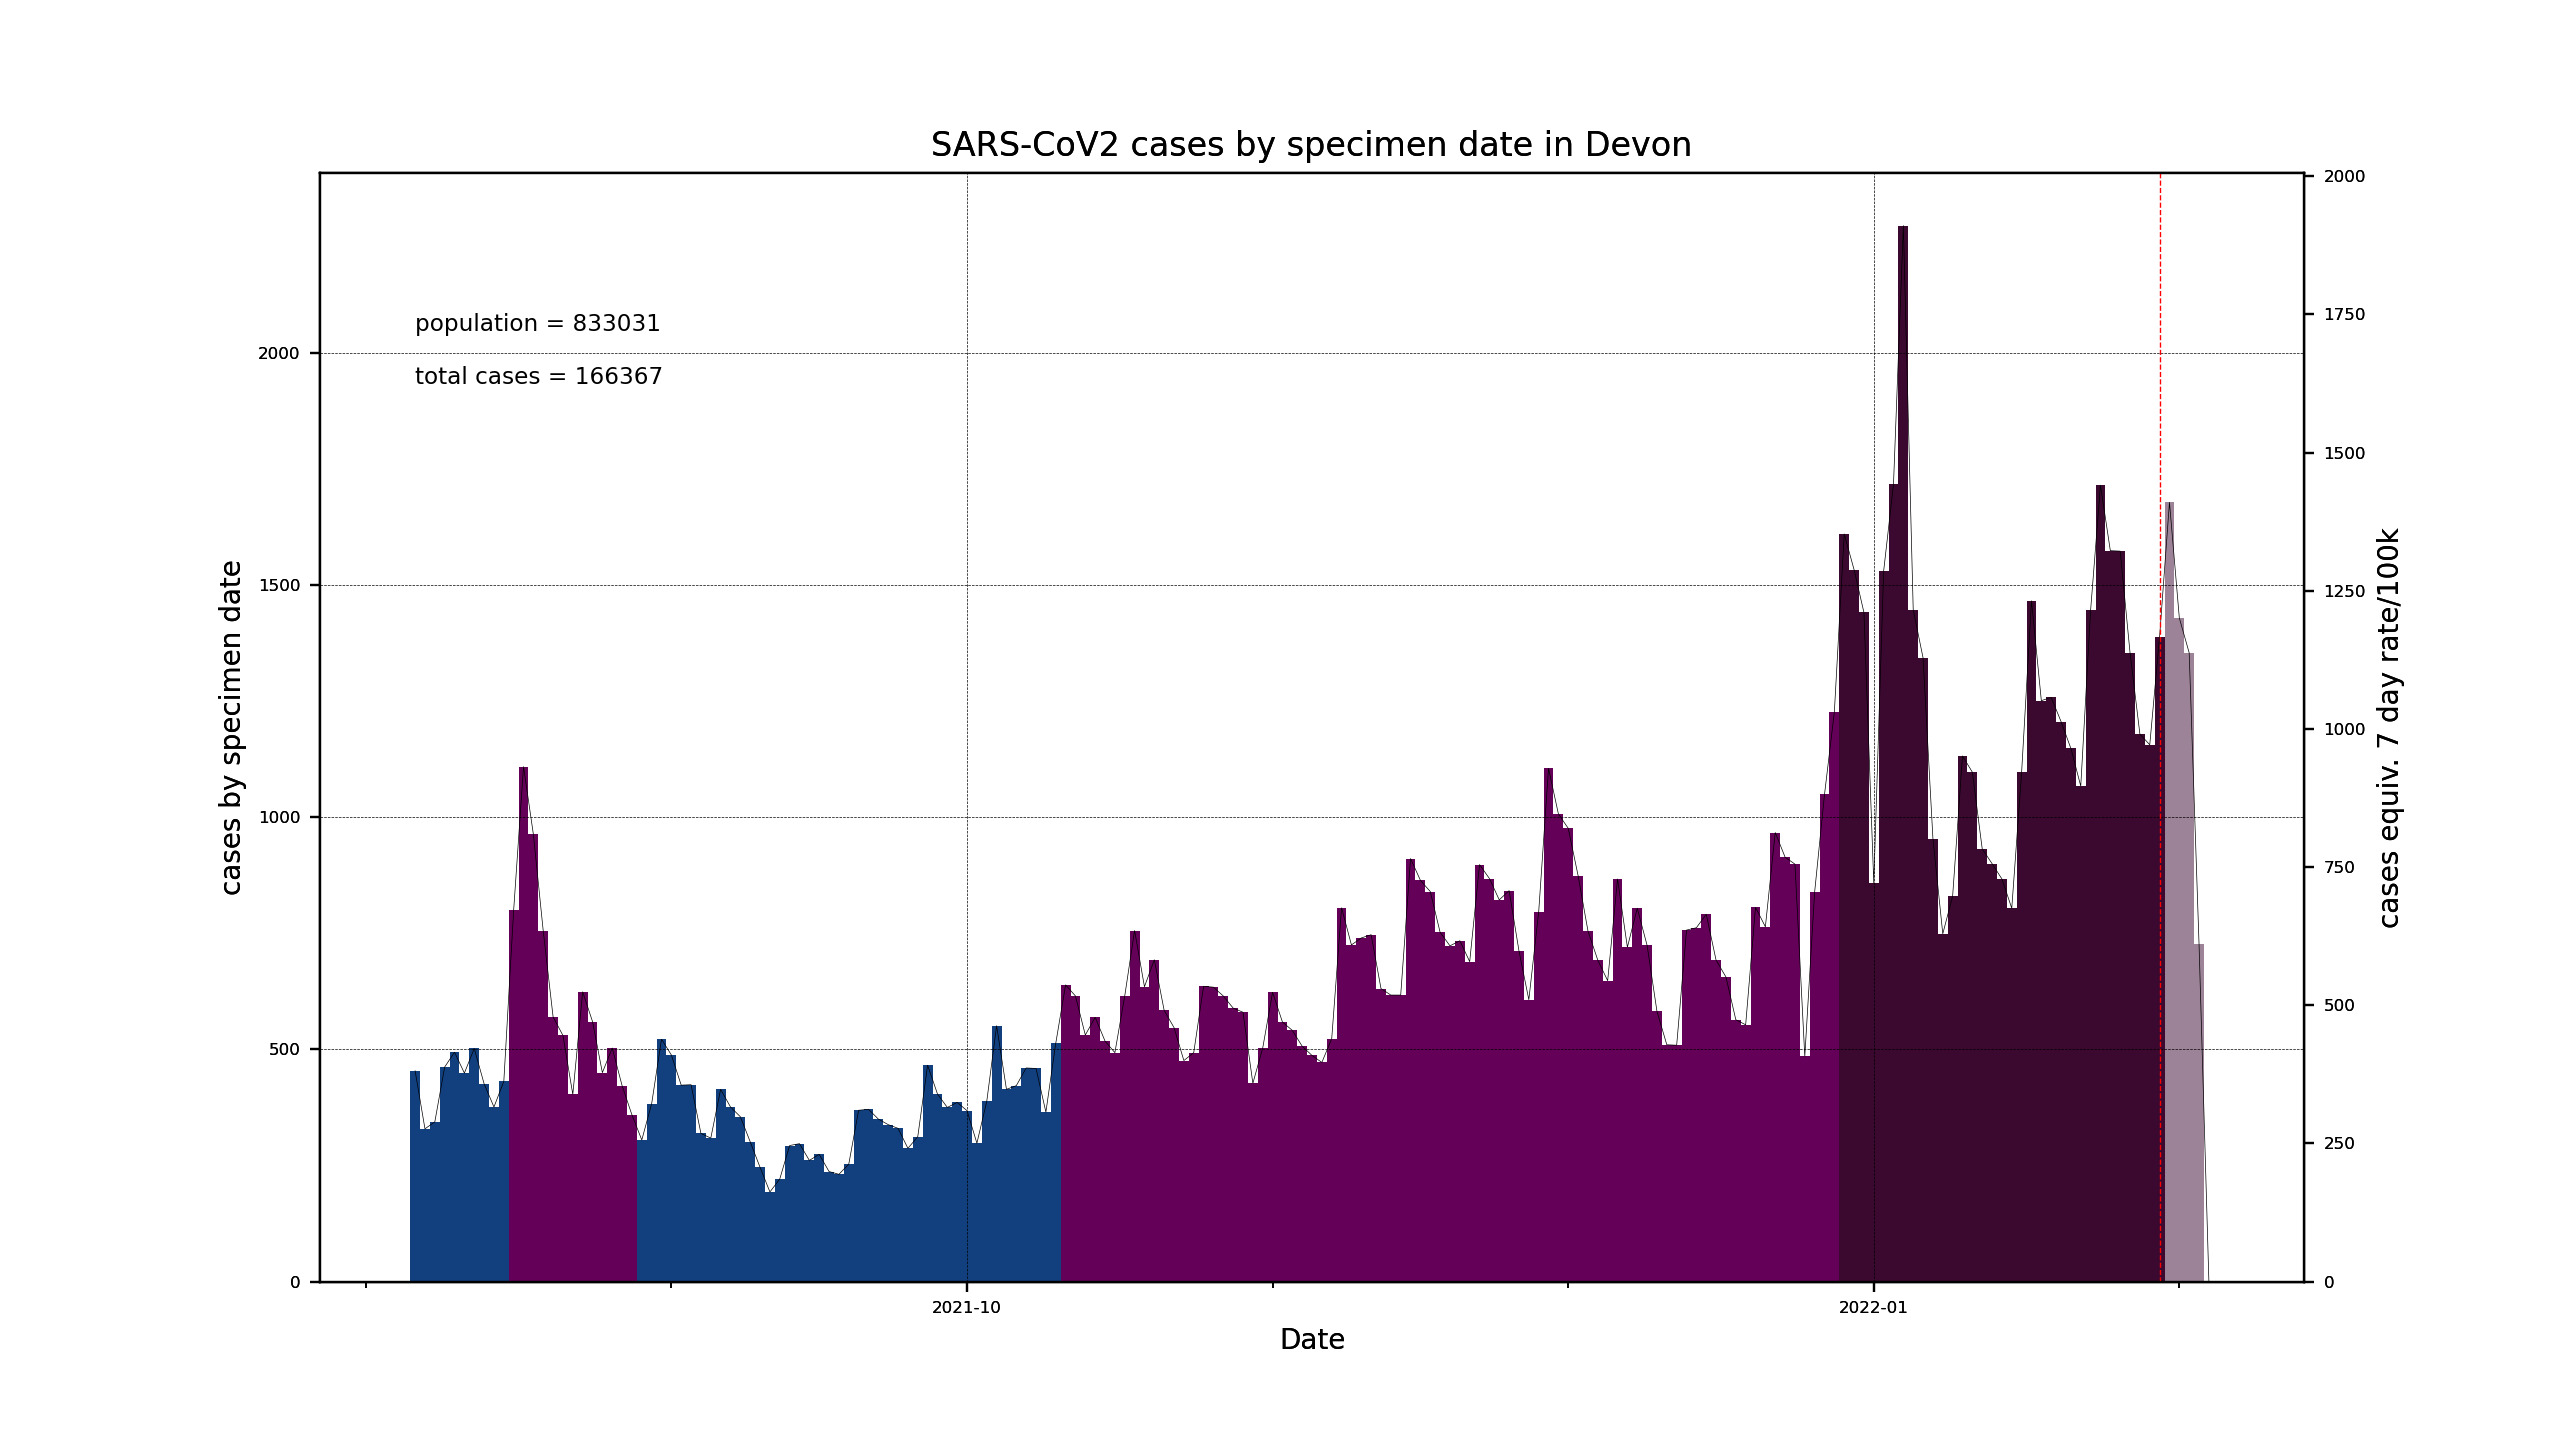 SARS-CoV2 cases by specimen date in Devon
population = 833031
total cases = 166367
cases by specimen date
2000
1500
1000
500
0
2000
1750
1500
1250
1000
750
500
250
0
cases equiv. 7 day rate/100k
2021-10
2022-01
Date